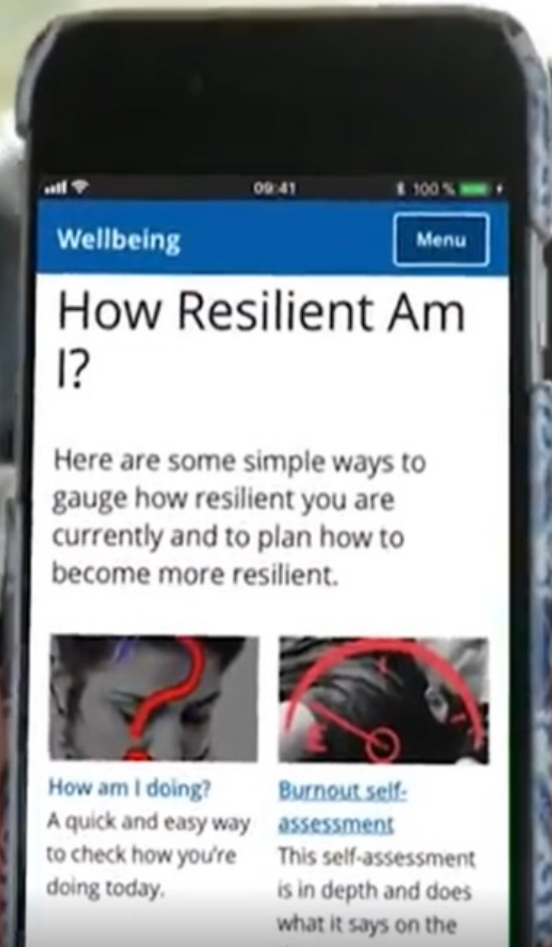 09:41
100 %
Wellbeing
Menu
How Resilient Am
I?
Here are some simple ways to
gauge how resilient you are
currently and to plan how to
become more resilient.
How am I doing?
A quick and easy way
to check how you're
doing today.
Burnout self-
assessment
This self-assessment
is in depth and does
what it says on the